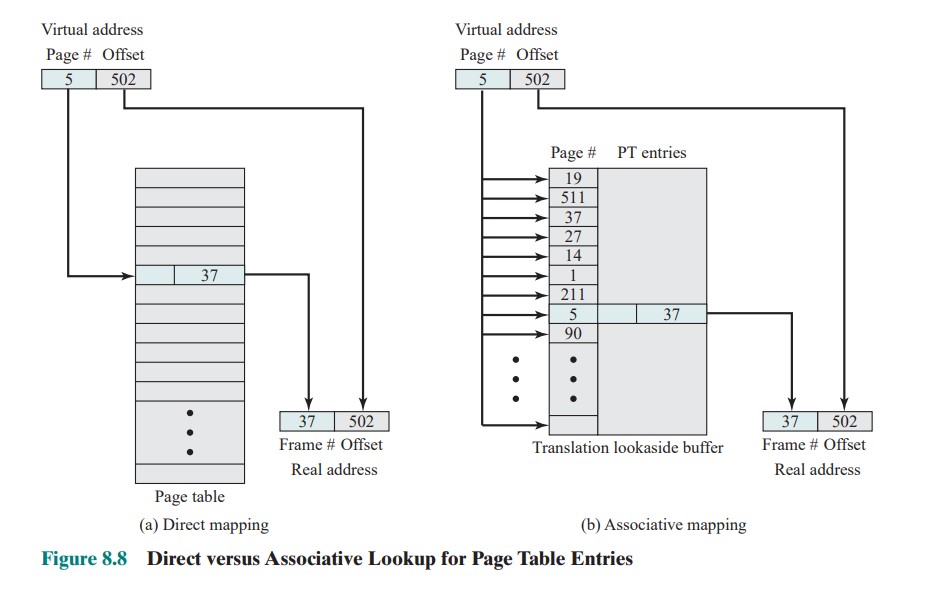 Virtual address
Page # Offset
5 502
37
37 502
Frame # Offset
Real address
Page table
(a) Direct mapping
Virtual address
Page # Offset
5 502
Page # PT entries
19
511
37
27
14
1
211
5 37
90
37 502
Frame # Offset
Real address
Translation lookaside buffer
(b) Associative mapping
Figure 8.8 Direct versus Associative Lookup for Page Table Entries